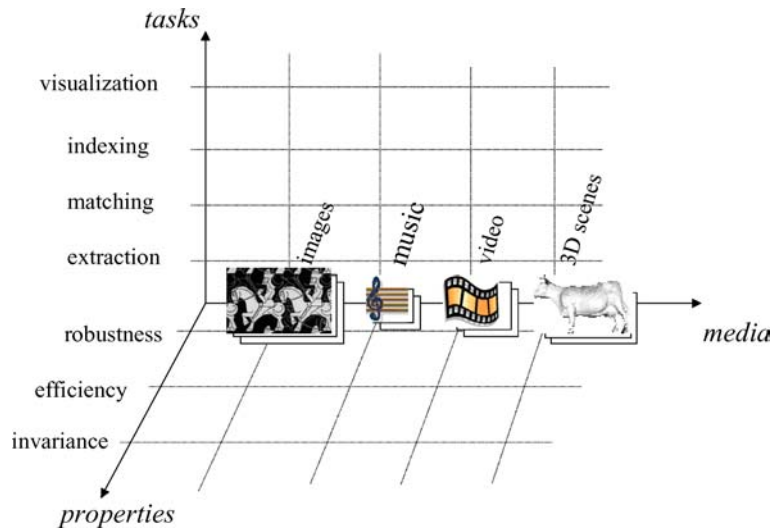 tasks
visualization
indexing
matching
extraction
images
music
video
3D scenes
robustness
media
efficiency
invariance
properties